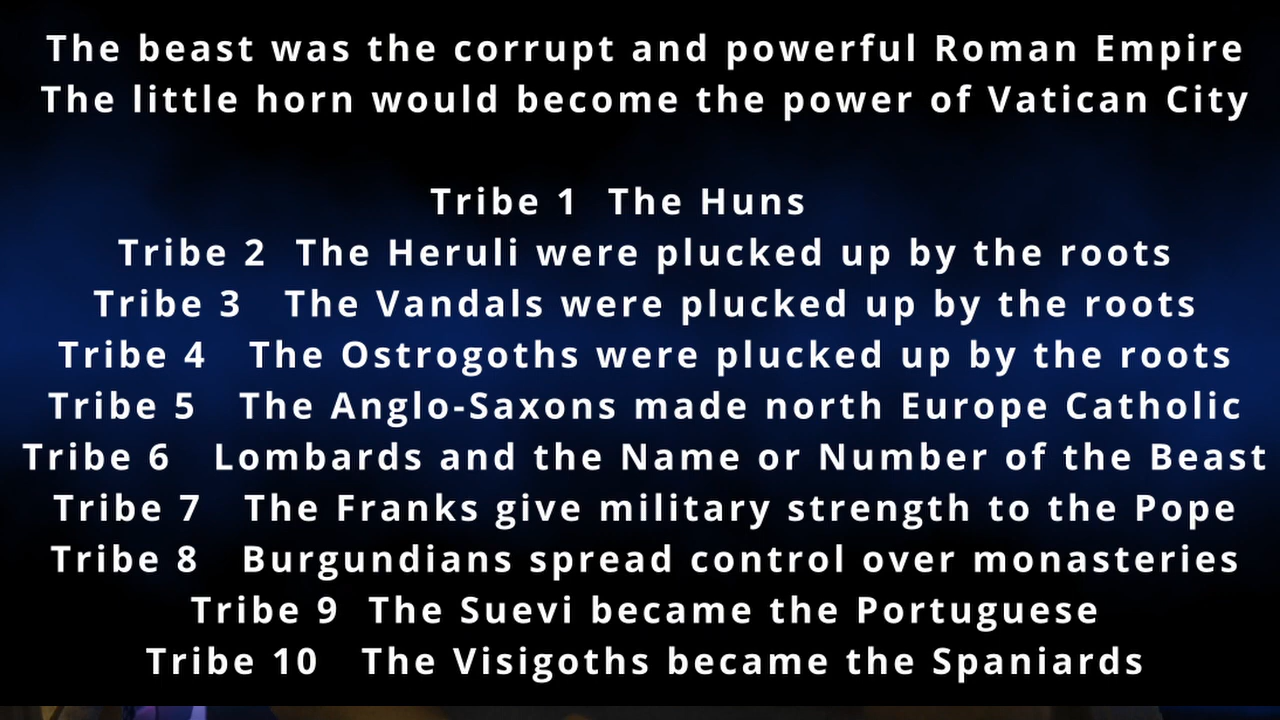 The beast was the corrupt and powerful Roman Empire
The little horn would become the power of Vatican City
Tribe 1 The Huns
Tribe 2 The Heruli were plucked up by the roots
Tribe 3 The Vandals were plucked up by the roots
Tribe 4 The Ostrogoths were plucked up by the roots
Tribe 5 The Anglo-Saxons made north Europe Catholic
Tribe 6 Lombards and the Name or Number of the Beast
Tribe 7 The Franks give military strength to the Pope
Tribe 8 Burgundians spread control over monasteries
Tribe 9 The Suevi became the Portuguese
Tribe 10 The Visigoths became the Spaniards